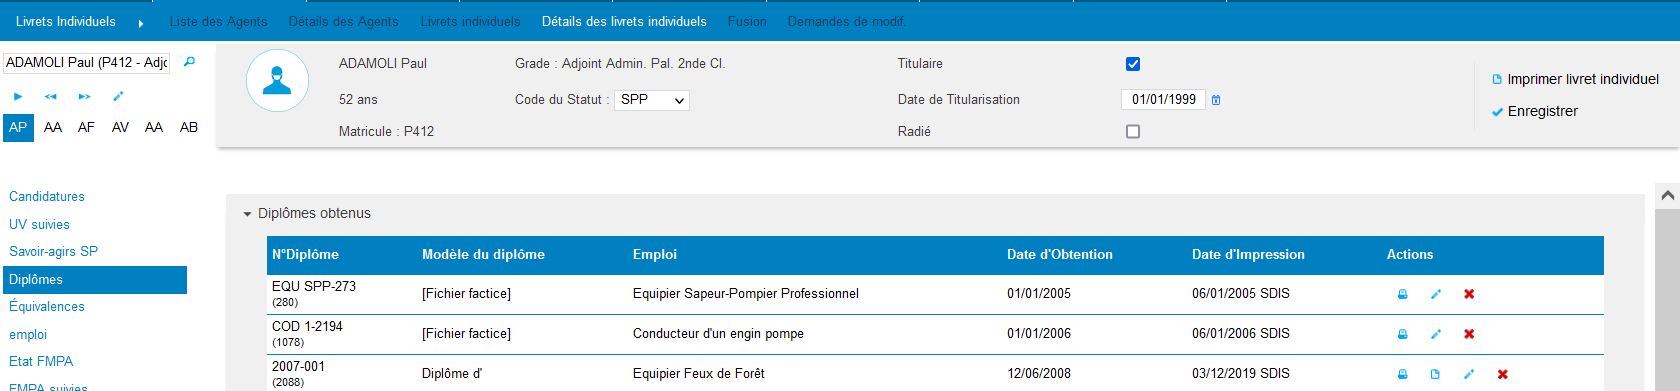 Livrets Individuels Liste des Agents Détails des Agents Livrets individuels Détails des livrets individuels Fusion Demandes de modif.
ADAMOLI Paul (P412 - Adjc
AP AA AF AV AA AB
ADAMOLI Paul Grade : Adjoint Admin. Pal. 2nde Cl. Titulaire
52 ans Code du Statut : SPP Date de Titularisation 01/01/1999
Matricule : P412 Radié
Imprimer livret individuel
Enregistrer
Candidatures
UV suivies
Savoir-agirs SP
Diplômes
Équivalences
emploi
Etat FMPA
FMPA suivies
Diplômes obtenus
N°Diplôme Modèle du diplôme Emploi Date d'Obtention Date d'Impression Actions
EQU SPP-273
(280) [Fichier factice] Equipier Sapeur-Pompier Professionnel 01/01/2005 06/01/2005 SDIS
COD 1-2194
(1078) [Fichier factice] Conducteur d'un engin pompe 01/01/2006 06/01/2006 SDIS
2007-001
(2088) Diplôme d' Equipier Feux de Forêt 12/06/2008 03/12/2019 SDIS